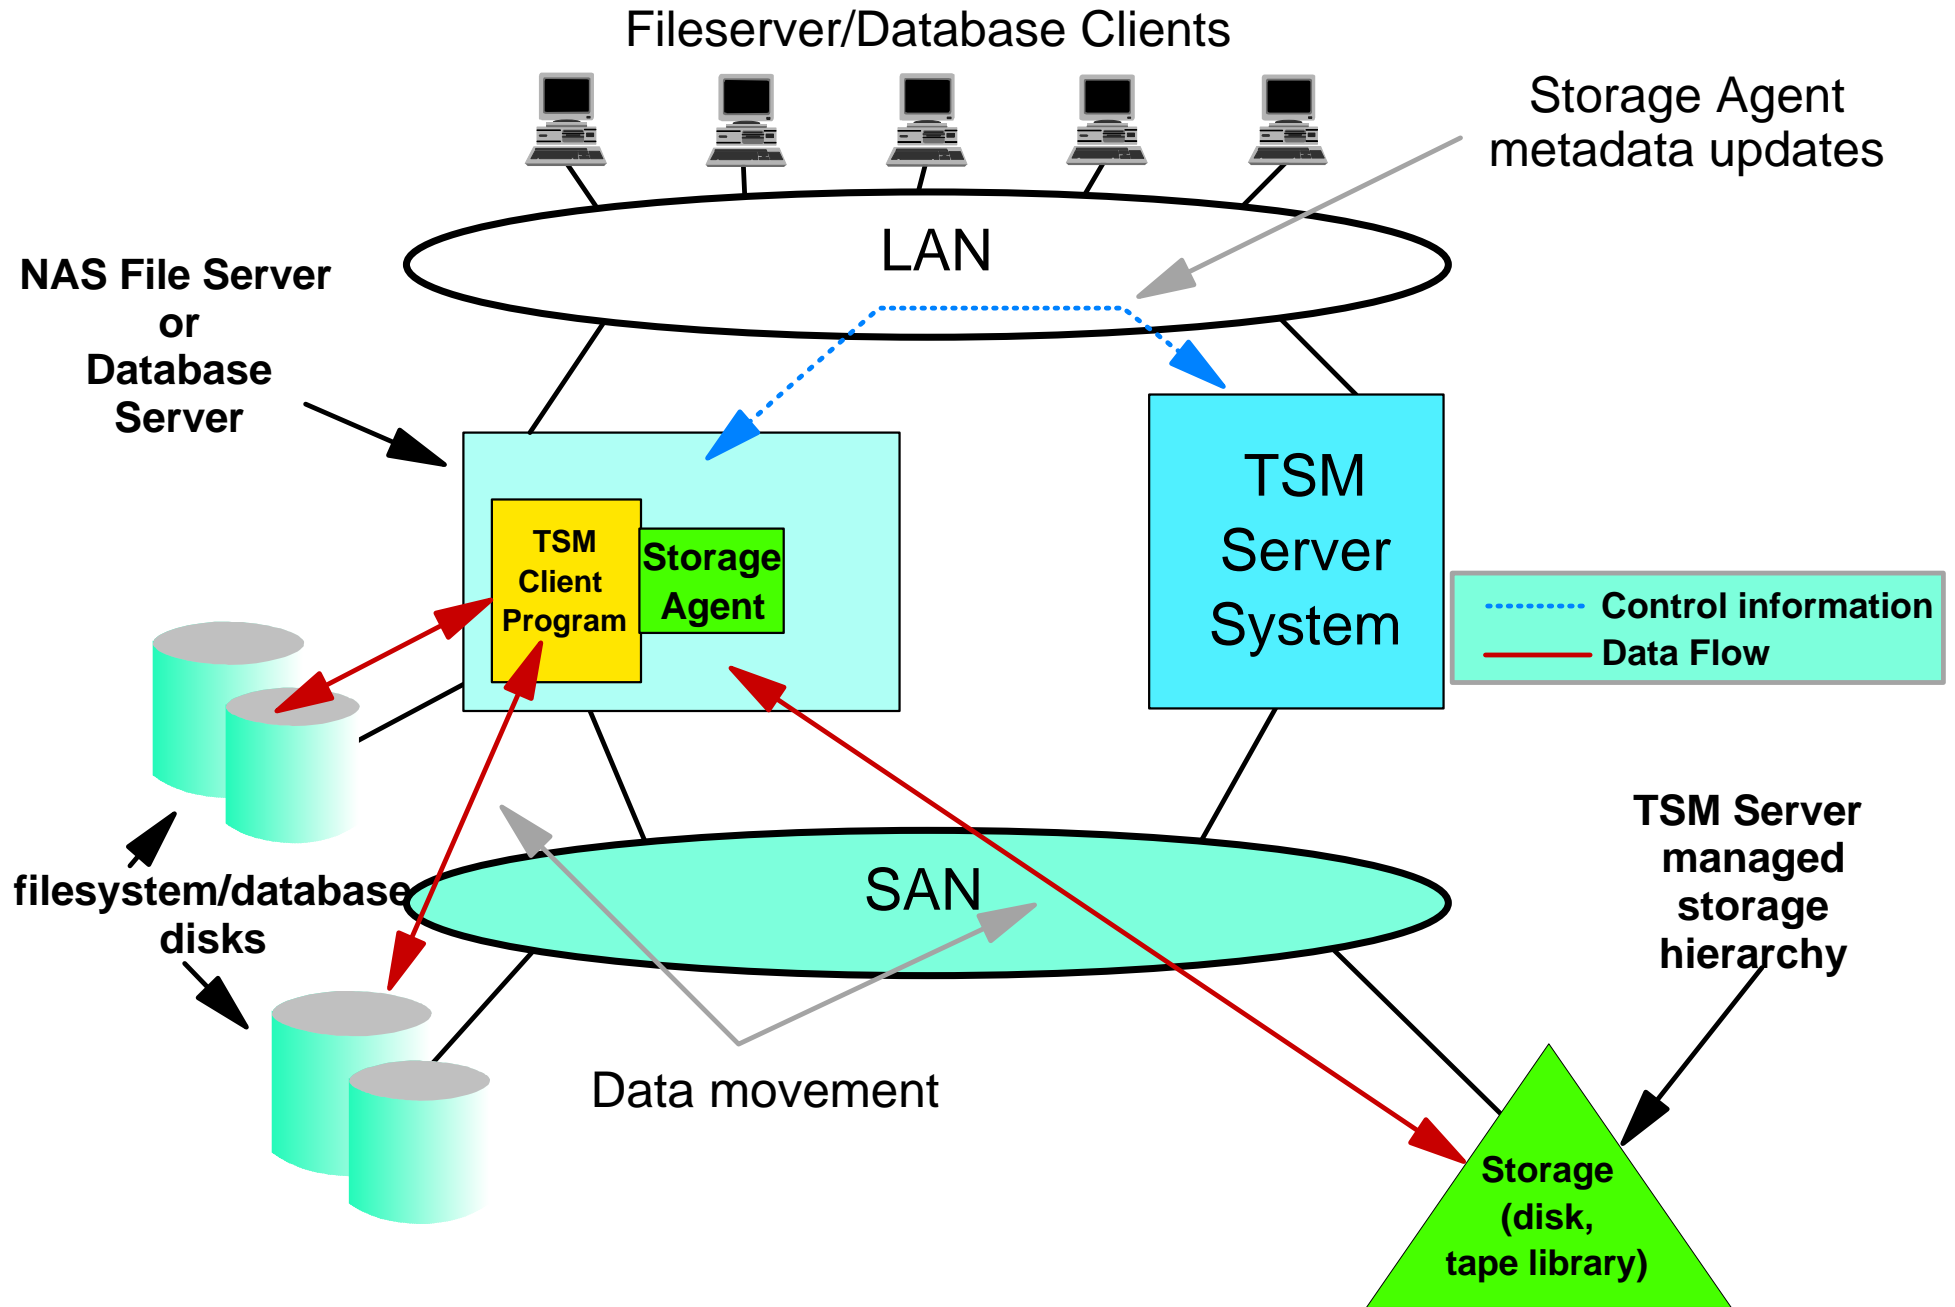 Fileserver/Database Clients
Storage Agent
metadata updates
LAN
NAS File Server
or
Database
Server
TSM
Client
Program
Storage
Agent
TSM
Server
System
Control information
Data Flow
filesystem/database
disks
SAN
TSM Server
managed
storage
hierarchy
Data movement
Storage
(disk,
tape library)